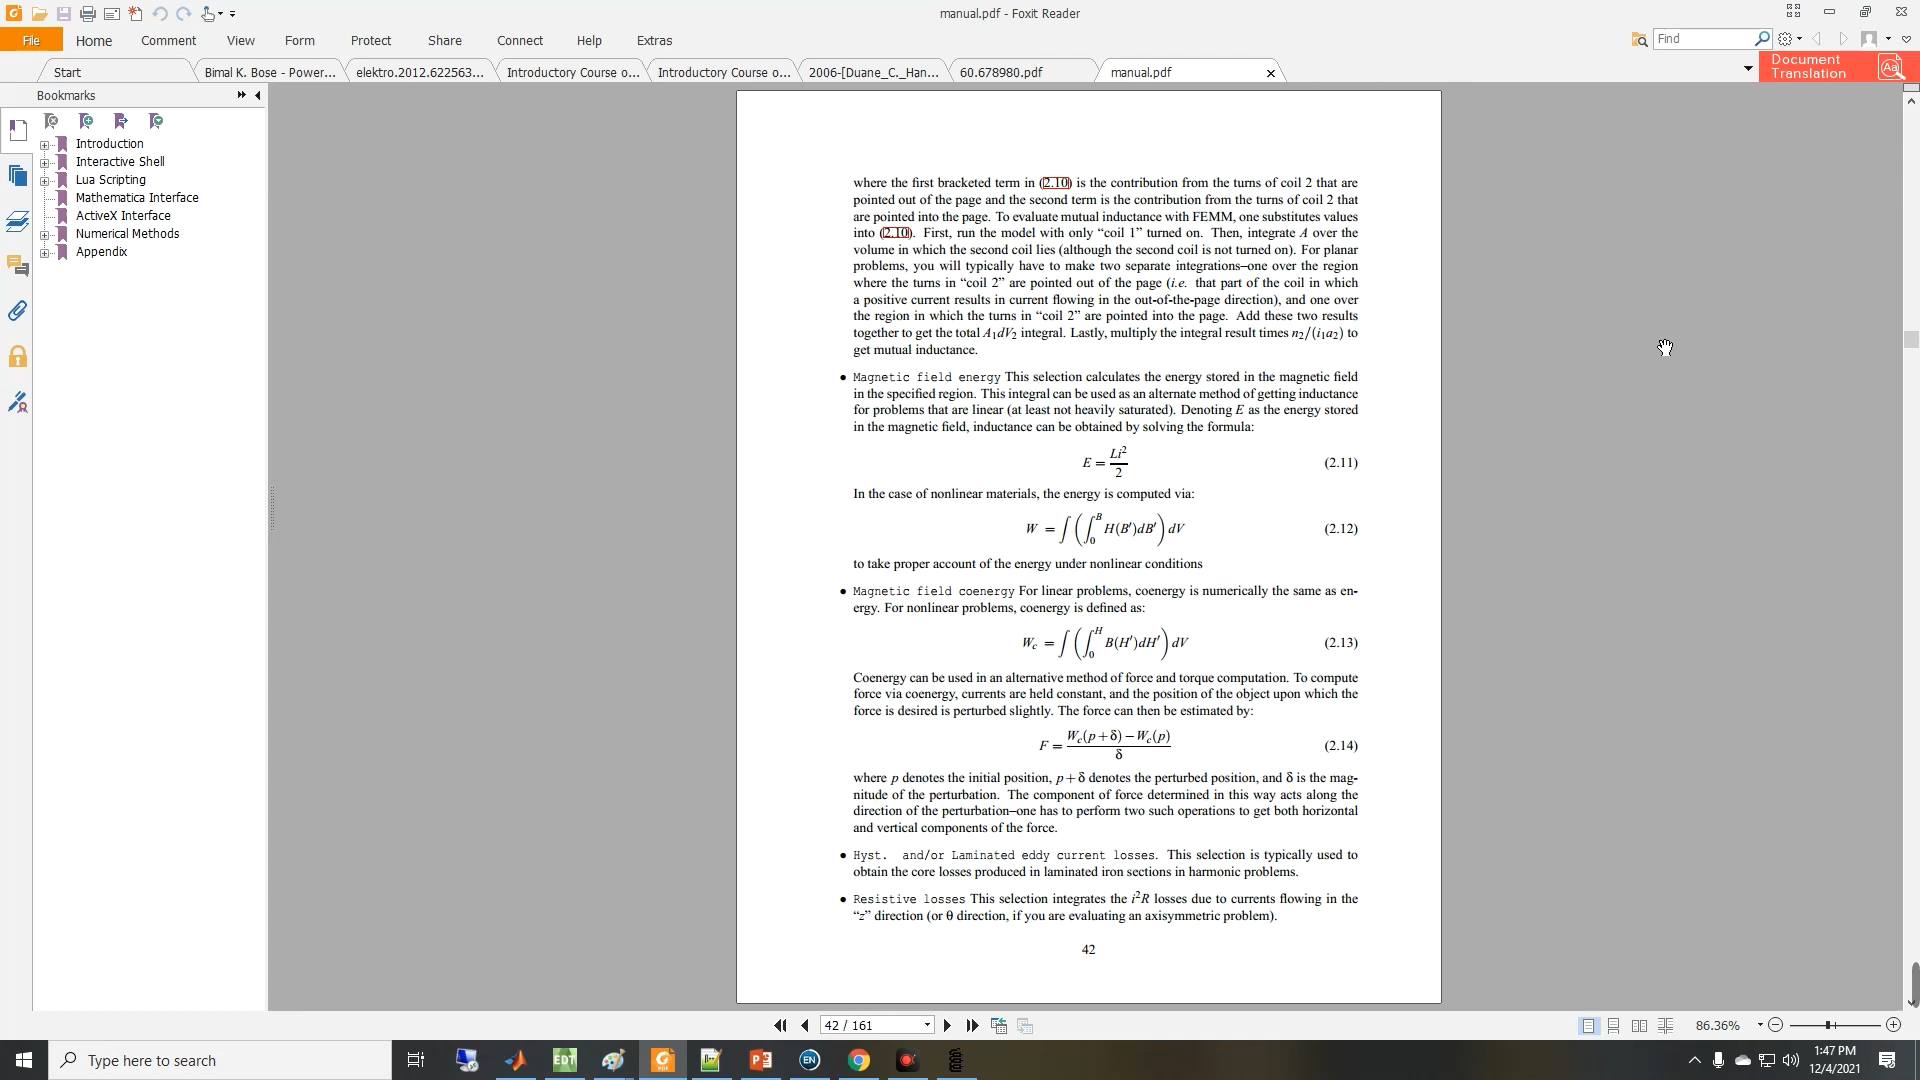 manual.pdf - Foxit Reader
File Home Comment View Form Protect Share Connect Help Extras
Find
Start
Bimal K. Bose - Power...
elektro.2012.622563...
Introductory Course o...
Introductory Course o...
2006-[Duane_C._Han...
60.678980.pdf
manual.pdf
Document Translation
Bookmarks
Introduction
Interactive Shell
Lua Scripting
Mathematica Interface
ActiveX Interface
Numerical Methods
Appendix
where the first bracketed term in (2.10) is the contribution from the turns of coil 2 that are
pointed out of the page and the second term is the contribution from the turns of coil 2 that
are pointed into the page. To evaluate mutual inductance with FEMM, one substitutes values
into (2.10). First, run the model with only “coil 1” turned on. Then, integrate A over the
volume in which the second coil lies (although the second coil is not turned on). For planar
problems, you will typically have to make two separate integrations–one over the region
where the turns in “coil 2” are pointed out of the page (i.e. that part of the coil in which
a positive current results in current flowing in the out-of-the-page direction), and one over
the region in which the turns in “coil 2” are pointed into the page. Add these two results
together to get the total A₁dV₂ integral. Lastly, multiply the integral result times n₂/(i₁a₂) to
get mutual inductance.
• Magnetic field energy This selection calculates the energy stored in the magnetic field
in the specified region. This integral can be used as an alternate method of getting inductance
for problems that are linear (at least not heavily saturated). Denoting E as the energy stored
in the magnetic field, inductance can be obtained by solving the formula:
E = Li²/2 (2.11)
In the case of nonlinear materials, the energy is computed via:
W = ∫ (∫₀ᴮ H(B′)dB′) dV (2.12)
to take proper account of the energy under nonlinear conditions
• Magnetic field coenergy For linear problems, coenergy is numerically the same as en-
ergy. For nonlinear problems, coenergy is defined as:
W_c = ∫ (∫₀ᴴ B(H′)dH′) dV (2.13)
Coenergy can be used in an alternative method of force and torque computation. To compute
force via coenergy, currents are held constant, and the position of the object upon which the
force is desired is perturbed slightly. The force can then be estimated by:
F = (W_c(p+δ) − W_c(p))/δ (2.14)
where p denotes the initial position, p+δ denotes the perturbed position, and δ is the mag-
nitude of the perturbation. The component of force determined in this way acts along the
direction of the perturbation–one has to perform two such operations to get both horizontal
and vertical components of the force.
• Hyst. and/or Laminated eddy current losses. This selection is typically used to
obtain the core losses produced in laminated iron sections in harmonic problems.
• Resistive losses This selection integrates the i²R losses due to currents flowing in the
“z” direction (or θ direction, if you are evaluating an axisymmetric problem).
42
42 / 161
86.36%
Type here to search
EDT
EN
1:47 PM
12/4/2021